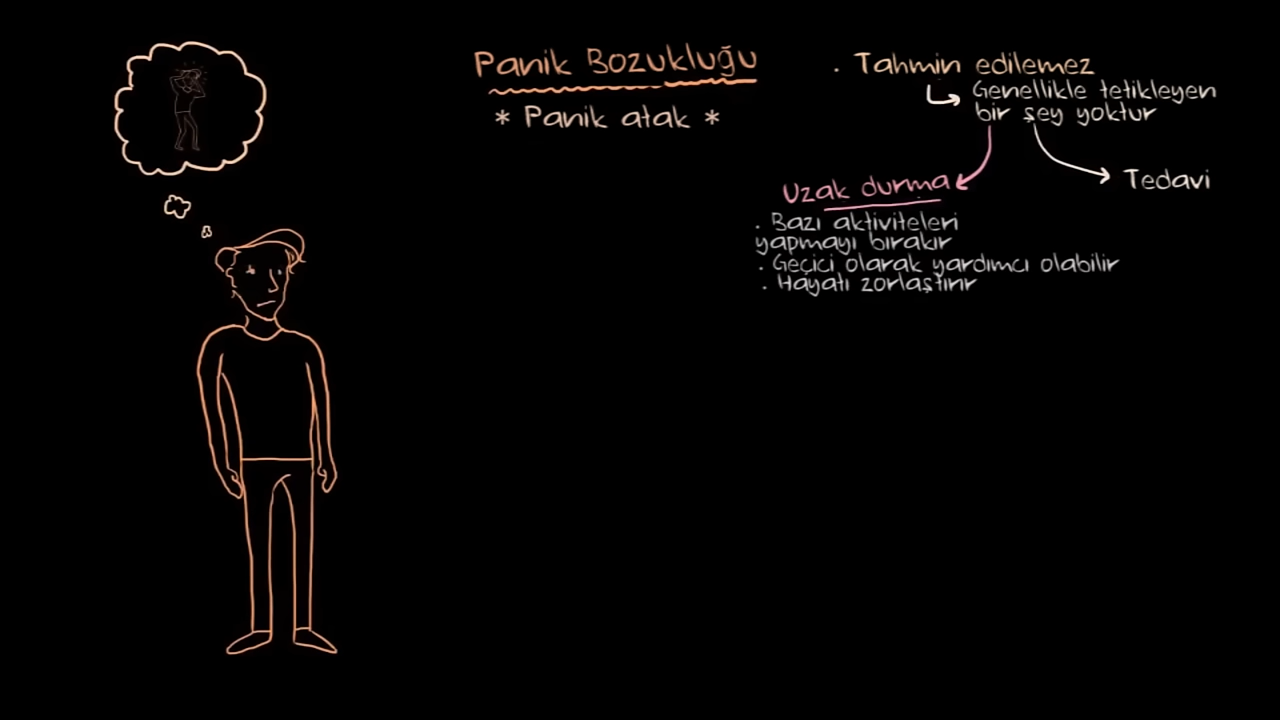 Panik Bozukluğu
* Panik atak *
. Tahmin edilemez
Genellikle tetikleyen
bir şey yoktur
Tedavi
Uzak durma
. Bazı aktiviteleri
yapmayı bırakır
. Geçici olarak yardımcı olabilir
. Hayatı zorlaştırır